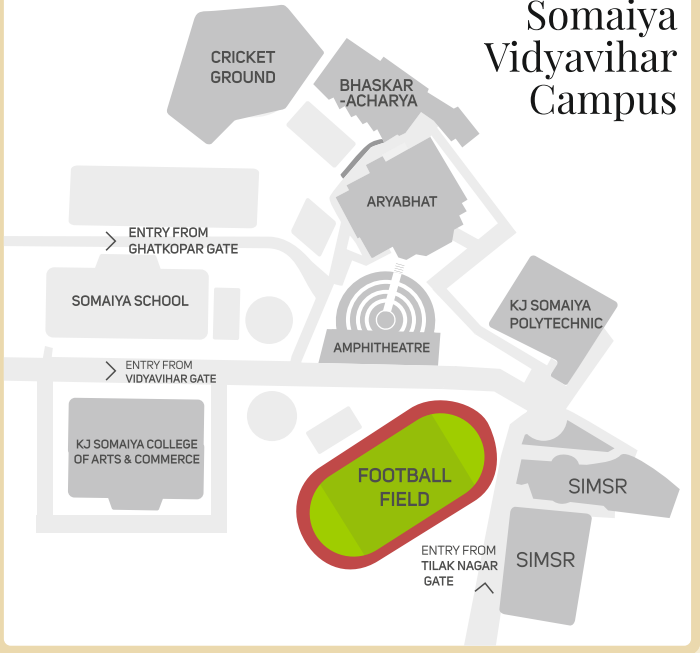 Somaiya
Vidyavihar
Campus
CRICKET
GROUND
BHASKAR
-ACHARYA
ARYABHAT
ENTRY FROM
GHATKOPAR GATE
SOMAIYA SCHOOL
KJ SOMAIYA
POLYTECHNIC
AMPHITHEATRE
ENTRY FROM
VIDYAVIHAR GATE
KJ SOMAIYA COLLEGE
OF ARTS & COMMERCE
FOOTBALL
FIELD
SIMSR
ENTRY FROM
TILAK NAGAR
GATE
SIMSR